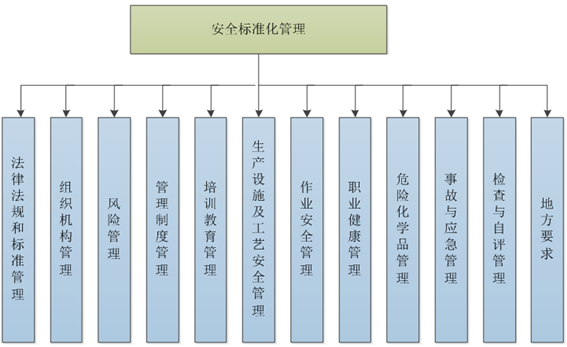 安全标准化管理
法律法规和标准管理
组织机构管理
风险管理
管理制度管理
培训教育管理
生产设施及工艺安全管理
作业安全管理
职业健康管理
危险化学品管理
事故与应急管理
检查与自评管理
地方要求